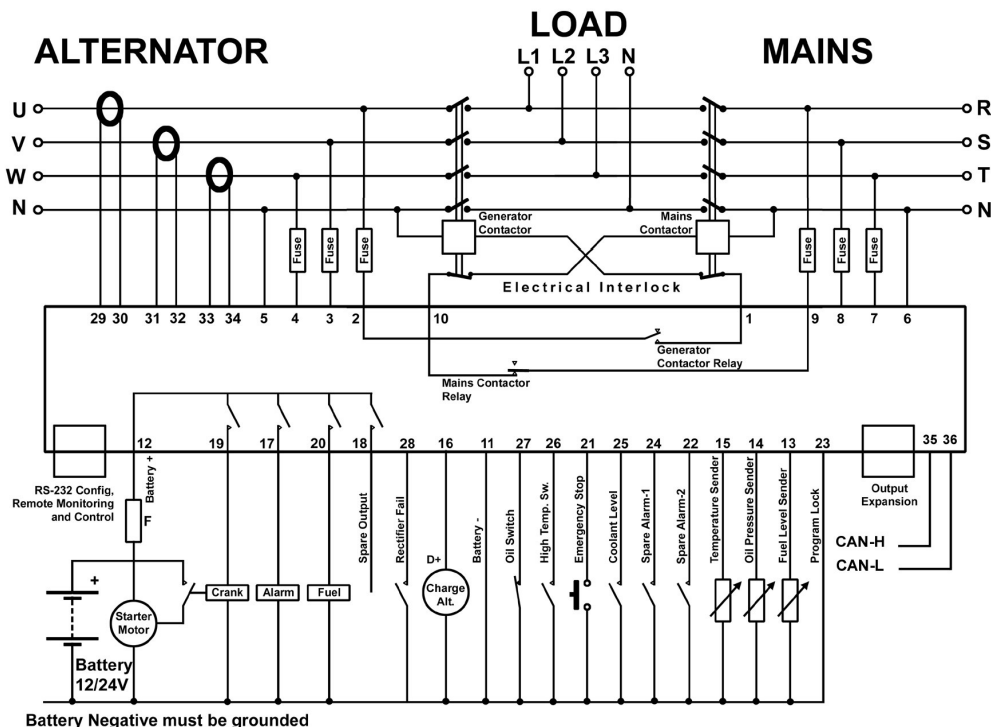 ALTERNATOR
LOAD
MAINS
L1 L2 L3 N
U
V
W
N
R
S
T
N
Generator
Contactor
Mains
Contactor
Fuse
Fuse
Fuse
Fuse
Fuse
Fuse
Electrical Interlock
29 30 31 32 33 34 5 4 3 2 10 1 9 8 7 6
Generator
Contactor Relay
Mains Contactor
Relay
12 19 17 20 18 28 16 11 27 26 21 25 24 22 15 14 13 23 35 36
RS-232 Config,
Remote Monitoring
and Control
Battery +
F
Spare Output
Rectifier Fail
Battery -
Oil Switch
High Temp. Sw.
Emergency Stop
Coolant Level
Spare Alarm-1
Spare Alarm-2
Temperature Sender
Oil Pressure Sender
Fuel Level Sender
Program Lock
Output
Expansion
CAN-H
CAN-L
D+
Charge
Alt.
+
Crank
Alarm
Fuel
Starter
Motor
Battery
12/24V
Battery Negative must be grounded